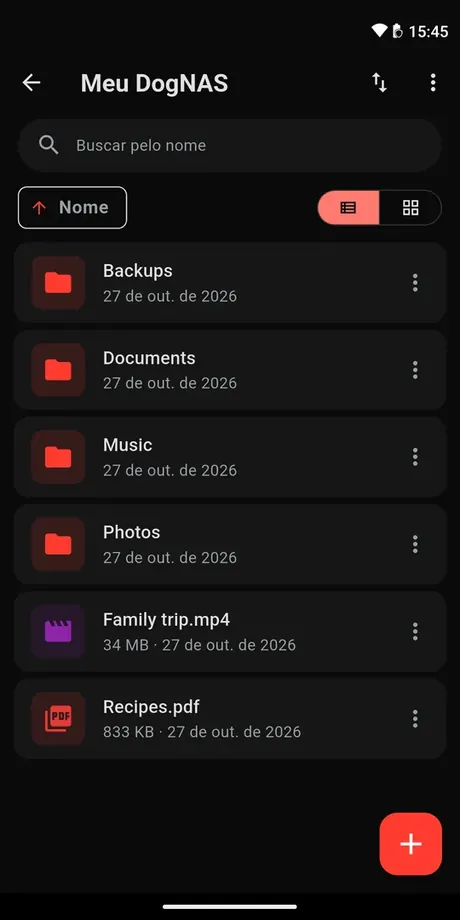 15:45
Meu DogNAS
Buscar pelo nome
Nome
Backups
27 de out. de 2026
Documents
27 de out. de 2026
Music
27 de out. de 2026
Photos
27 de out. de 2026
Family trip.mp4
34 MB · 27 de out. de 2026
PDF
Recipes.pdf
833 KB · 27 de out. de 2026